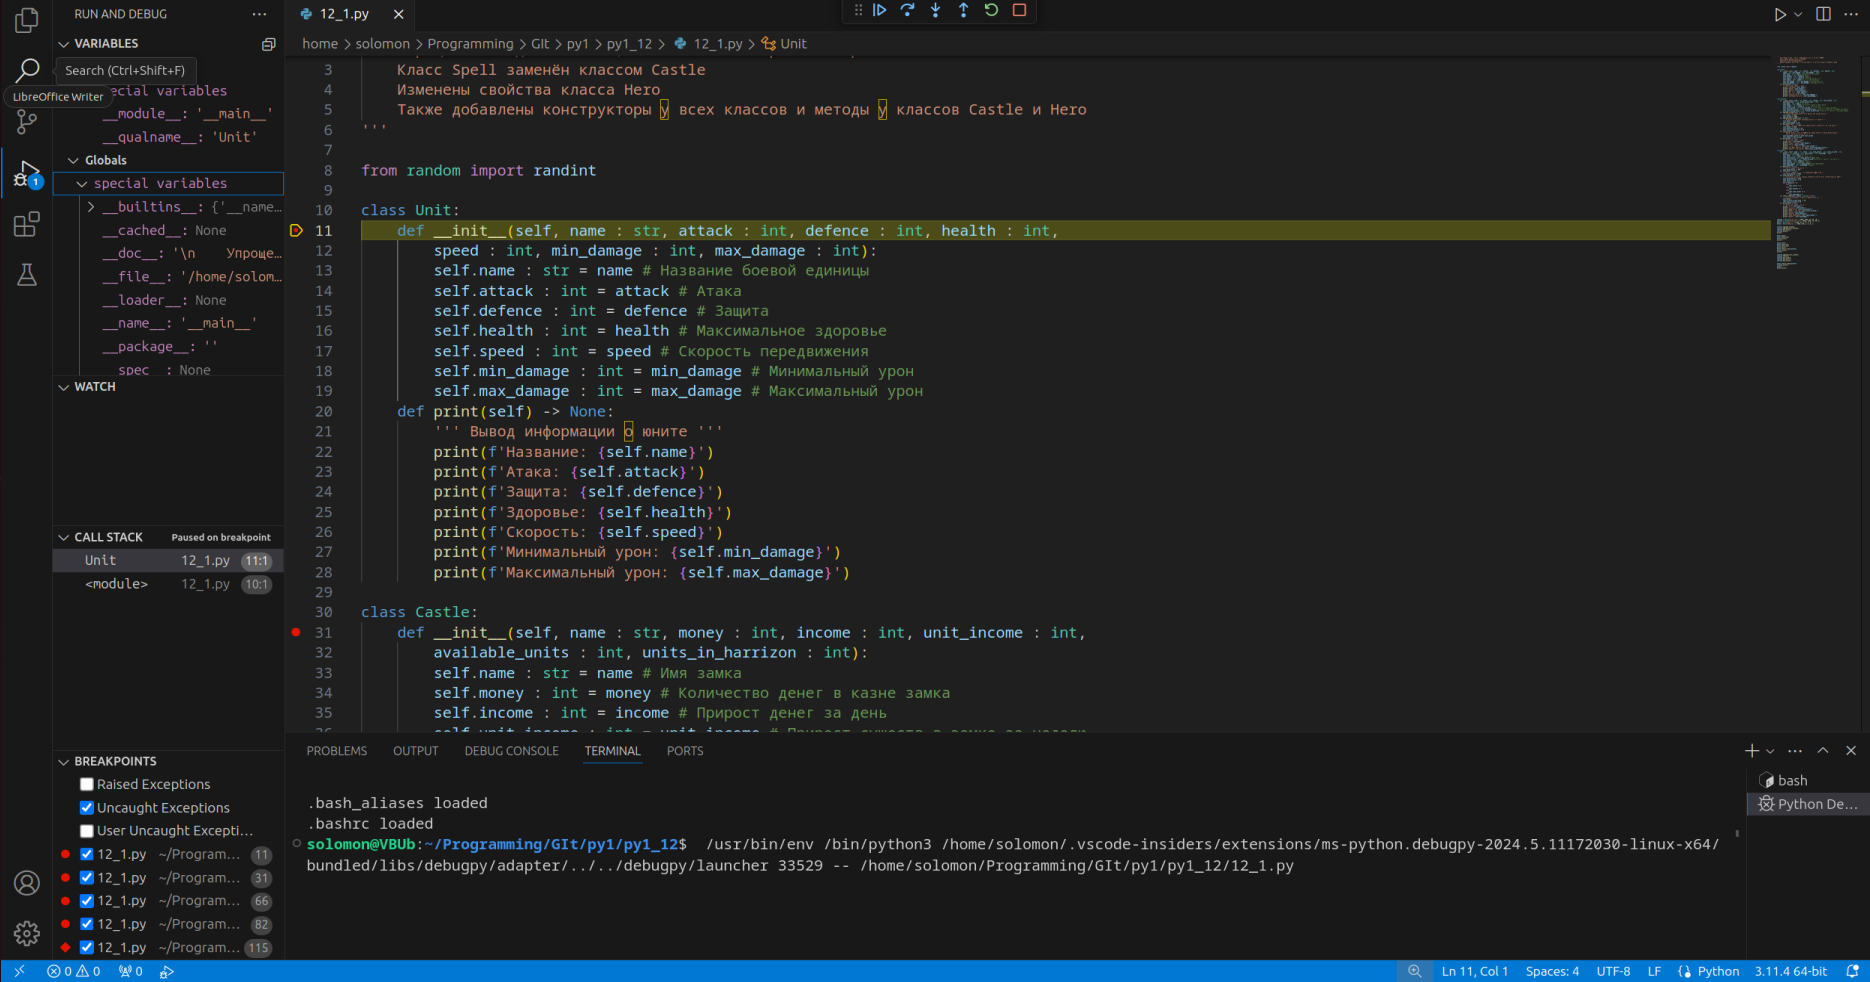 RUN AND DEBUG
12_1.py
VARIABLES
home > solomon > Programming > GIt > py1 > py1_12 > 12_1.py > Unit
Search (Ctrl+Shift+F)
LibreOffice Writer
special variables
__module__: '__main__'
__qualname__: 'Unit'
Globals
special variables
__builtins__: {'__name…
__cached__: None
__doc__: '\n    Упроще…
__file__: '/home/solom…
__loader__: None
__name__: '__main__'
__package__: ''
spec : None
WATCH
CALL STACK Paused on breakpoint
Unit 12_1.py 11:1
<module> 12_1.py 10:1
BREAKPOINTS
Raised Exceptions
Uncaught Exceptions
User Uncaught Excepti…
12_1.py ~/Program… 11
12_1.py ~/Program… 31
12_1.py ~/Program… 66
12_1.py ~/Program… 82
12_1.py ~/Program… 115
3 Класс Spell заменён классом Castle
4 Изменены свойства класса Hero
5 Также добавлены конструкторы у всех классов и методы у классов Castle и Hero
6 '''
7
8 from random import randint
9
10 class Unit:
11 def __init__(self, name : str, attack : int, defence : int, health : int,
12 speed : int, min_damage : int, max_damage : int):
13 self.name : str = name # Название боевой единицы
14 self.attack : int = attack # Атака
15 self.defence : int = defence # Защита
16 self.health : int = health # Максимальное здоровье
17 self.speed : int = speed # Скорость передвижения
18 self.min_damage : int = min_damage # Минимальный урон
19 self.max_damage : int = max_damage # Максимальный урон
20 def print(self) -> None:
21 ''' Вывод информации о юните '''
22 print(f'Название: {self.name}')
23 print(f'Атака: {self.attack}')
24 print(f'Защита: {self.defence}')
25 print(f'Здоровье: {self.health}')
26 print(f'Скорость: {self.speed}')
27 print(f'Минимальный урон: {self.min_damage}')
28 print(f'Максимальный урон: {self.max_damage}')
29
30 class Castle:
31 def __init__(self, name : str, money : int, income : int, unit_income : int,
32 available_units : int, units_in_harrizon : int):
33 self.name : str = name # Имя замка
34 self.money : int = money # Количество денег в казне замка
35 self.income : int = income # Прирост денег за день
36 self.unit_income : int = unit_income # Прирост существ в замке за неделю
PROBLEMS OUTPUT DEBUG CONSOLE TERMINAL PORTS
.bash_aliases loaded
.bashrc loaded
solomon@VBUb:~/Programming/GIt/py1/py1_12$  /usr/bin/env /bin/python3 /home/solomon/.vscode-insiders/extensions/ms-python.debugpy-2024.5.11172030-linux-x64/
bundled/libs/debugpy/adapter/../../debugpy/launcher 33529 -- /home/solomon/Programming/GIt/py1/py1_12/12_1.py
bash
Python De…
1
0 0 0 Ln 11, Col 1 Spaces: 4 UTF-8 LF Python 3.11.4 64-bit